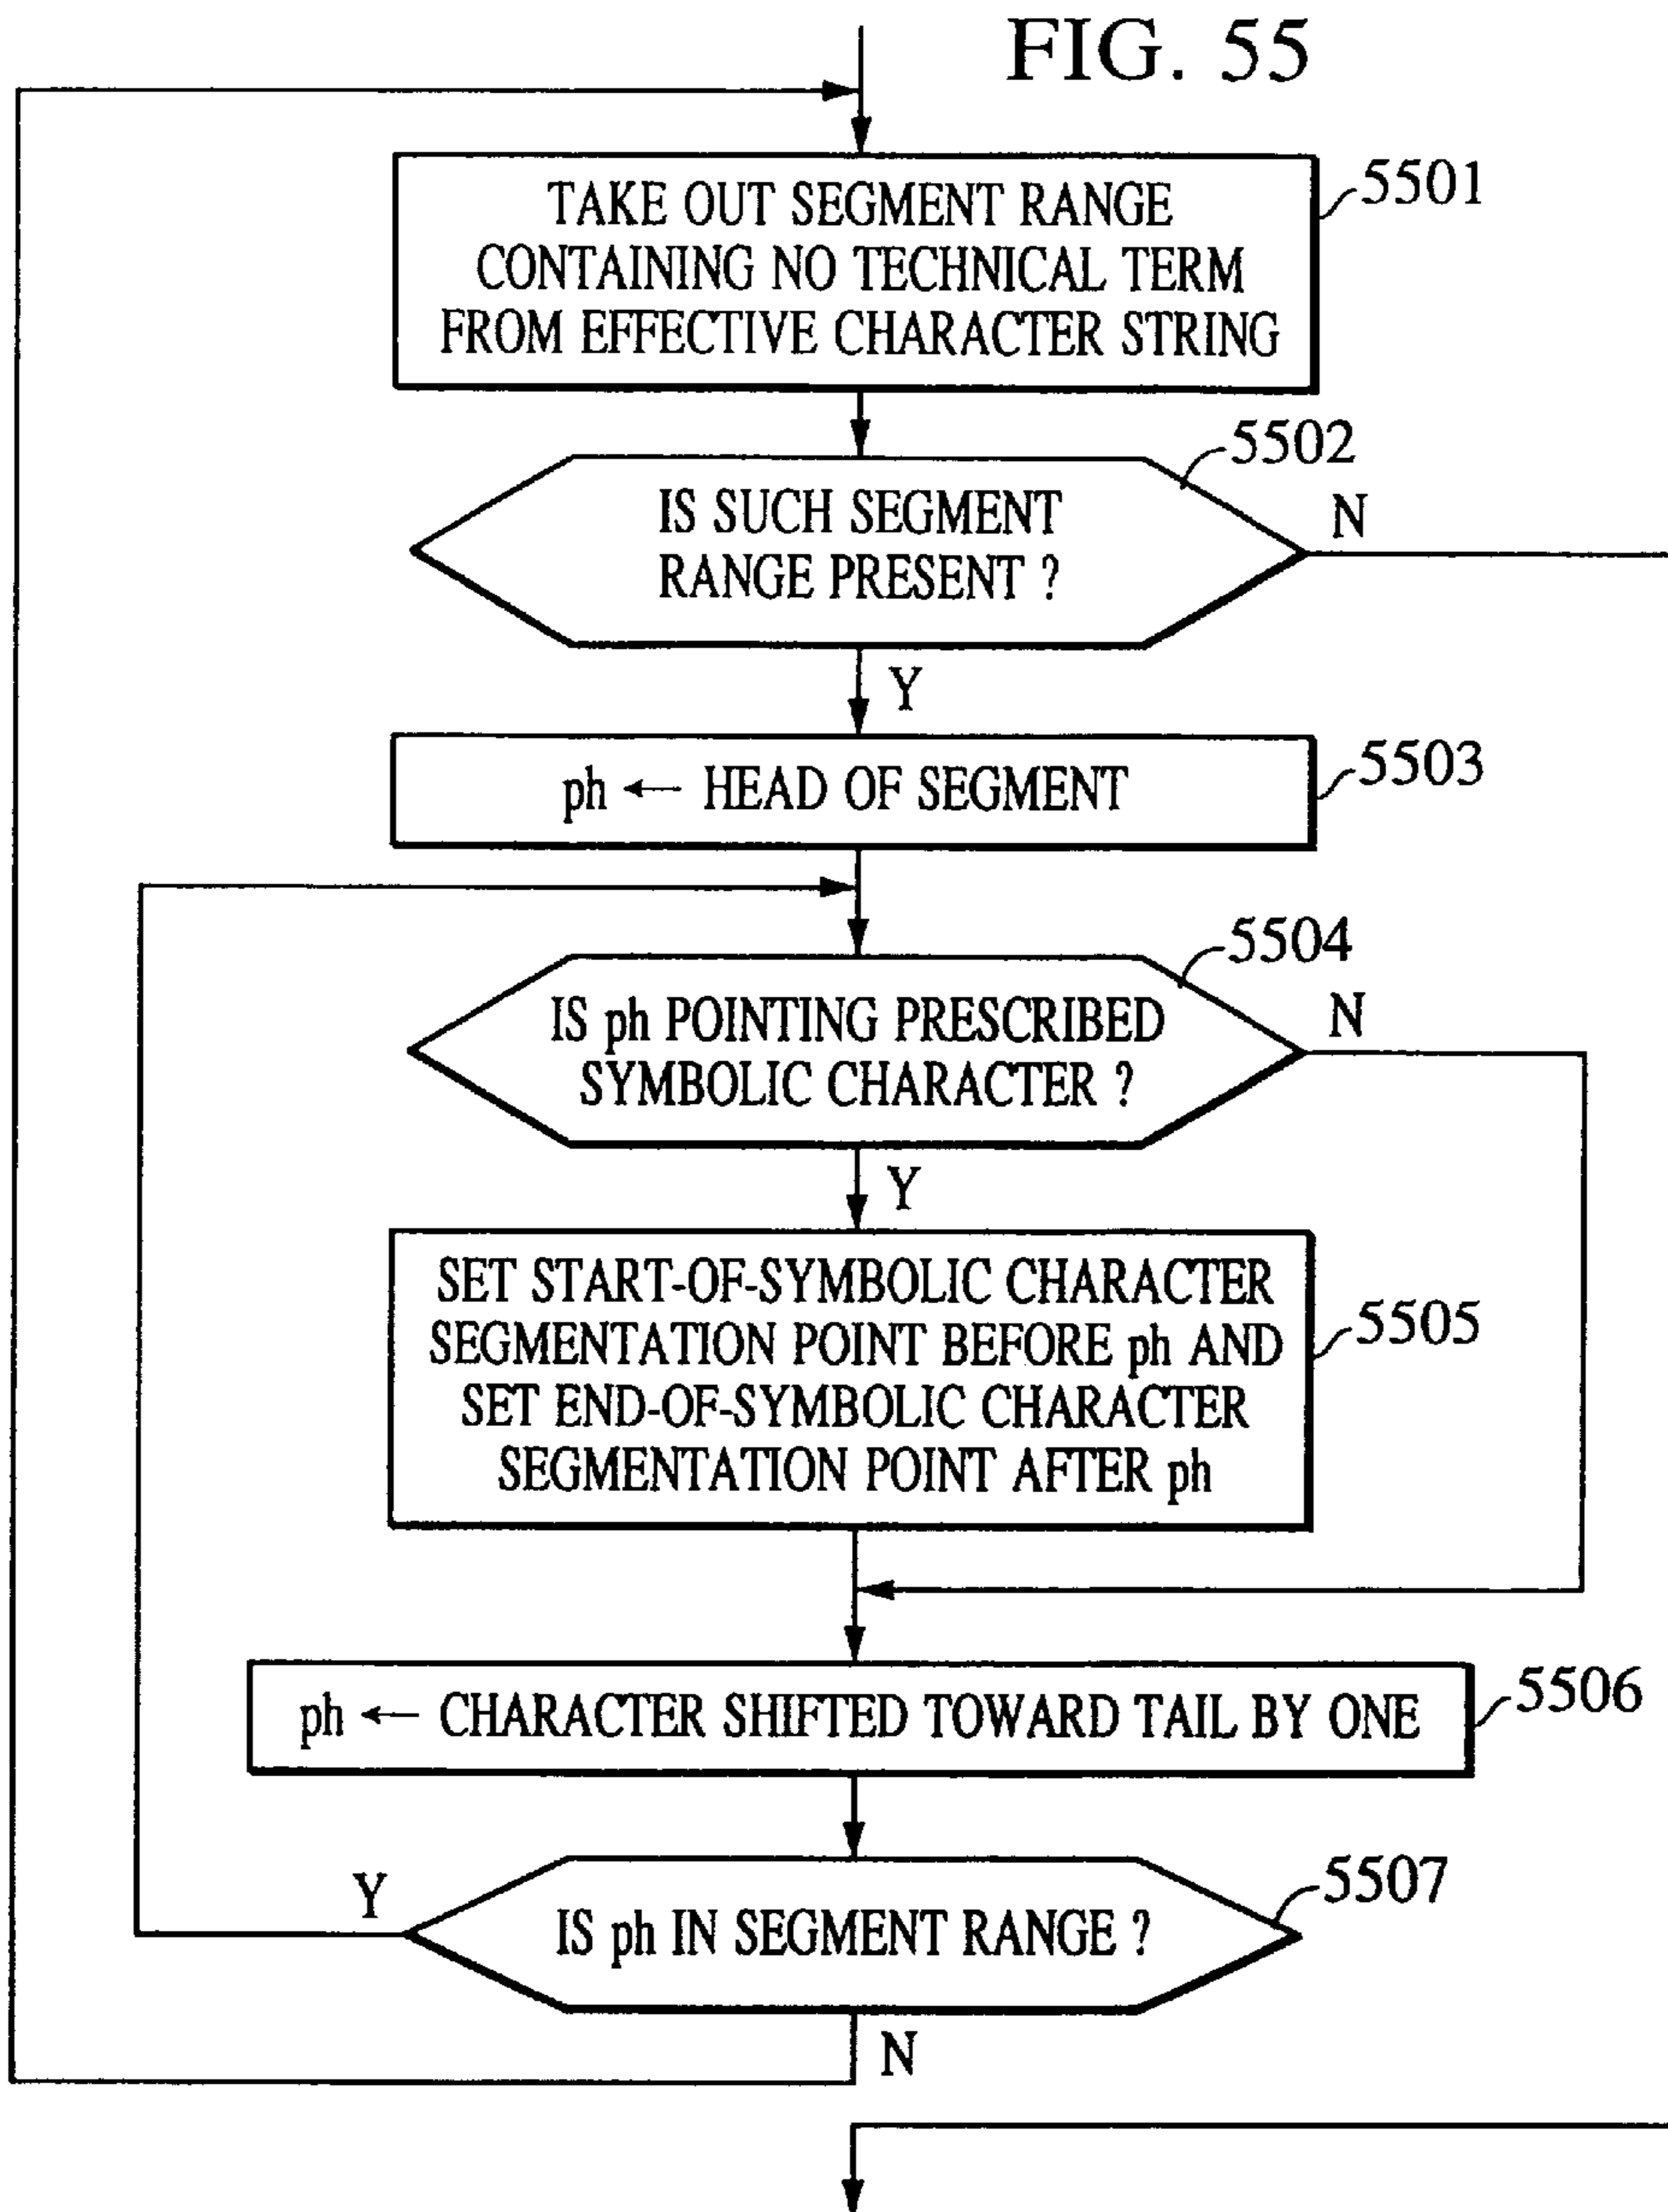 FIG. 55
TAKE OUT SEGMENT RANGE
CONTAINING NO TECHNICAL TERM
FROM EFFECTIVE CHARACTER STRING
5501
5502
IS SUCH SEGMENT
RANGE PRESENT ?
N
Y
ph ← HEAD OF SEGMENT
5503
5504
IS ph POINTING PRESCRIBED
SYMBOLIC CHARACTER ?
N
Y
SET START-OF-SYMBOLIC CHARACTER
SEGMENTATION POINT BEFORE ph AND
SET END-OF-SYMBOLIC CHARACTER
SEGMENTATION POINT AFTER ph
5505
ph ← CHARACTER SHIFTED TOWARD TAIL BY ONE
5506
5507
Y
IS ph IN SEGMENT RANGE ?
N